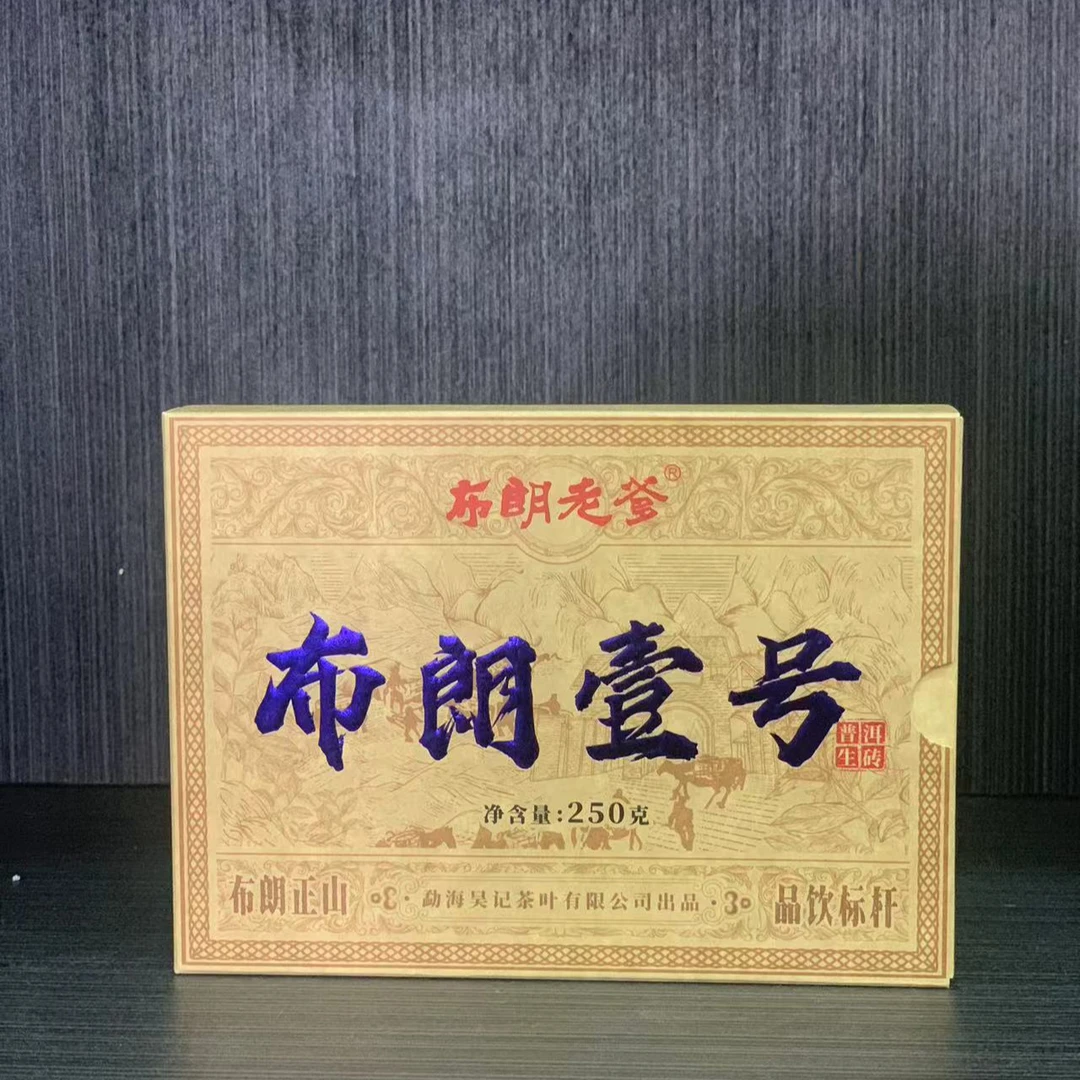 布朗老爹®
布朗壹号
普洱
生砖
净含量:250克
布朗正山
勐海昊记茶叶有限公司出品
品饮标杆